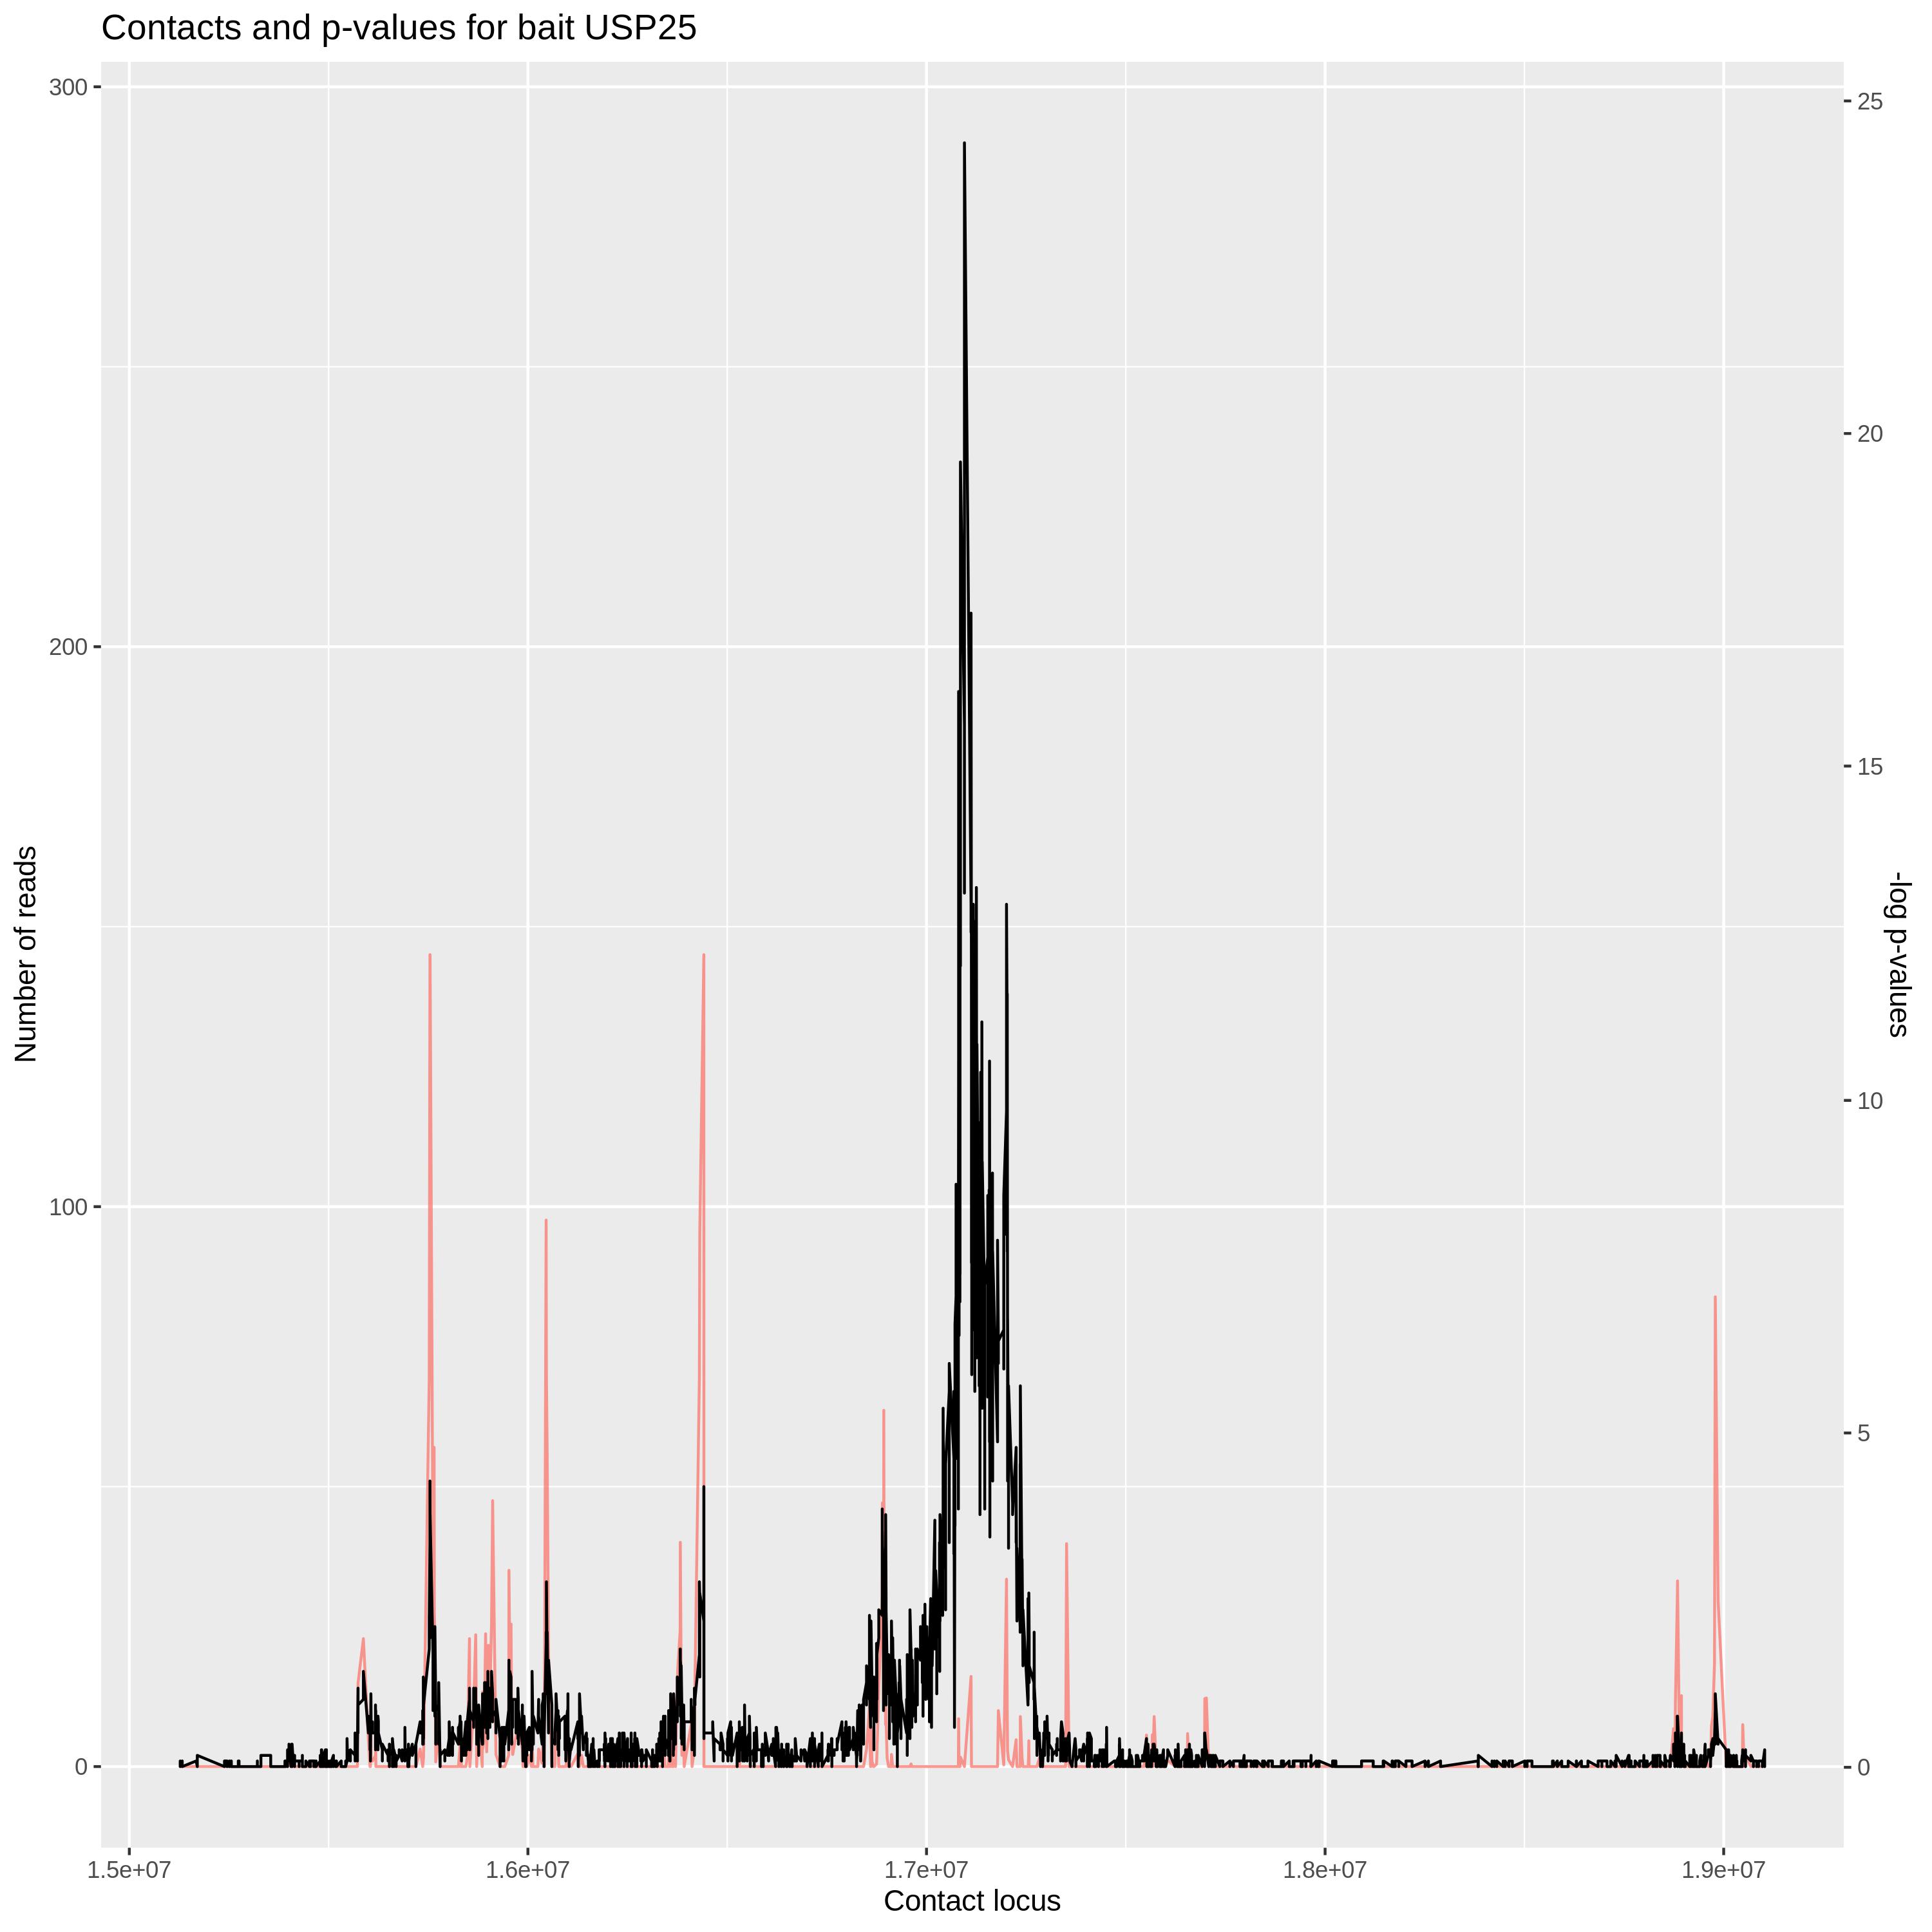 Contacts and p-values for bait USP25
300
200
100
0
Number of reads
25
20
15
10
5
0
-log p-values
1.5e+07
1.6e+07
1.7e+07
1.8e+07
1.9e+07
Contact locus